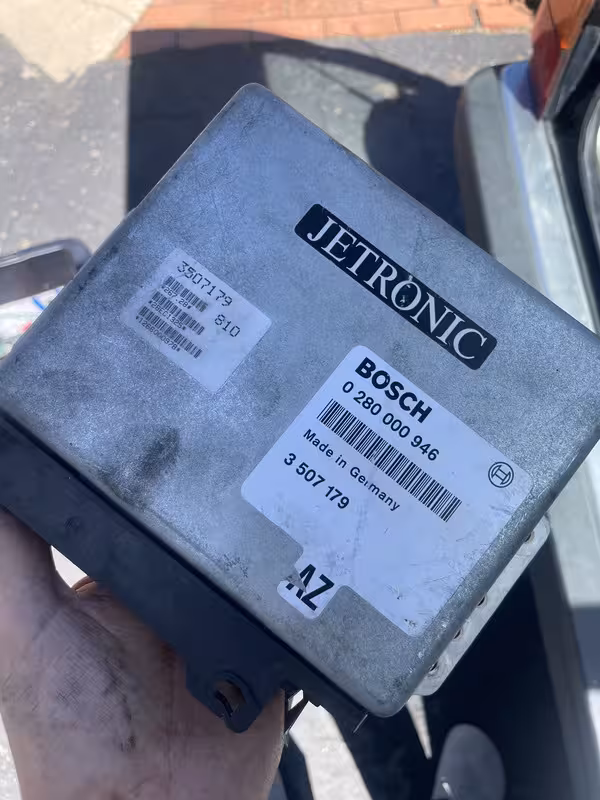 JETRONIC
3507179
810
BOSCH
0 280 000 946
Made in Germany
3 507 179
AZ